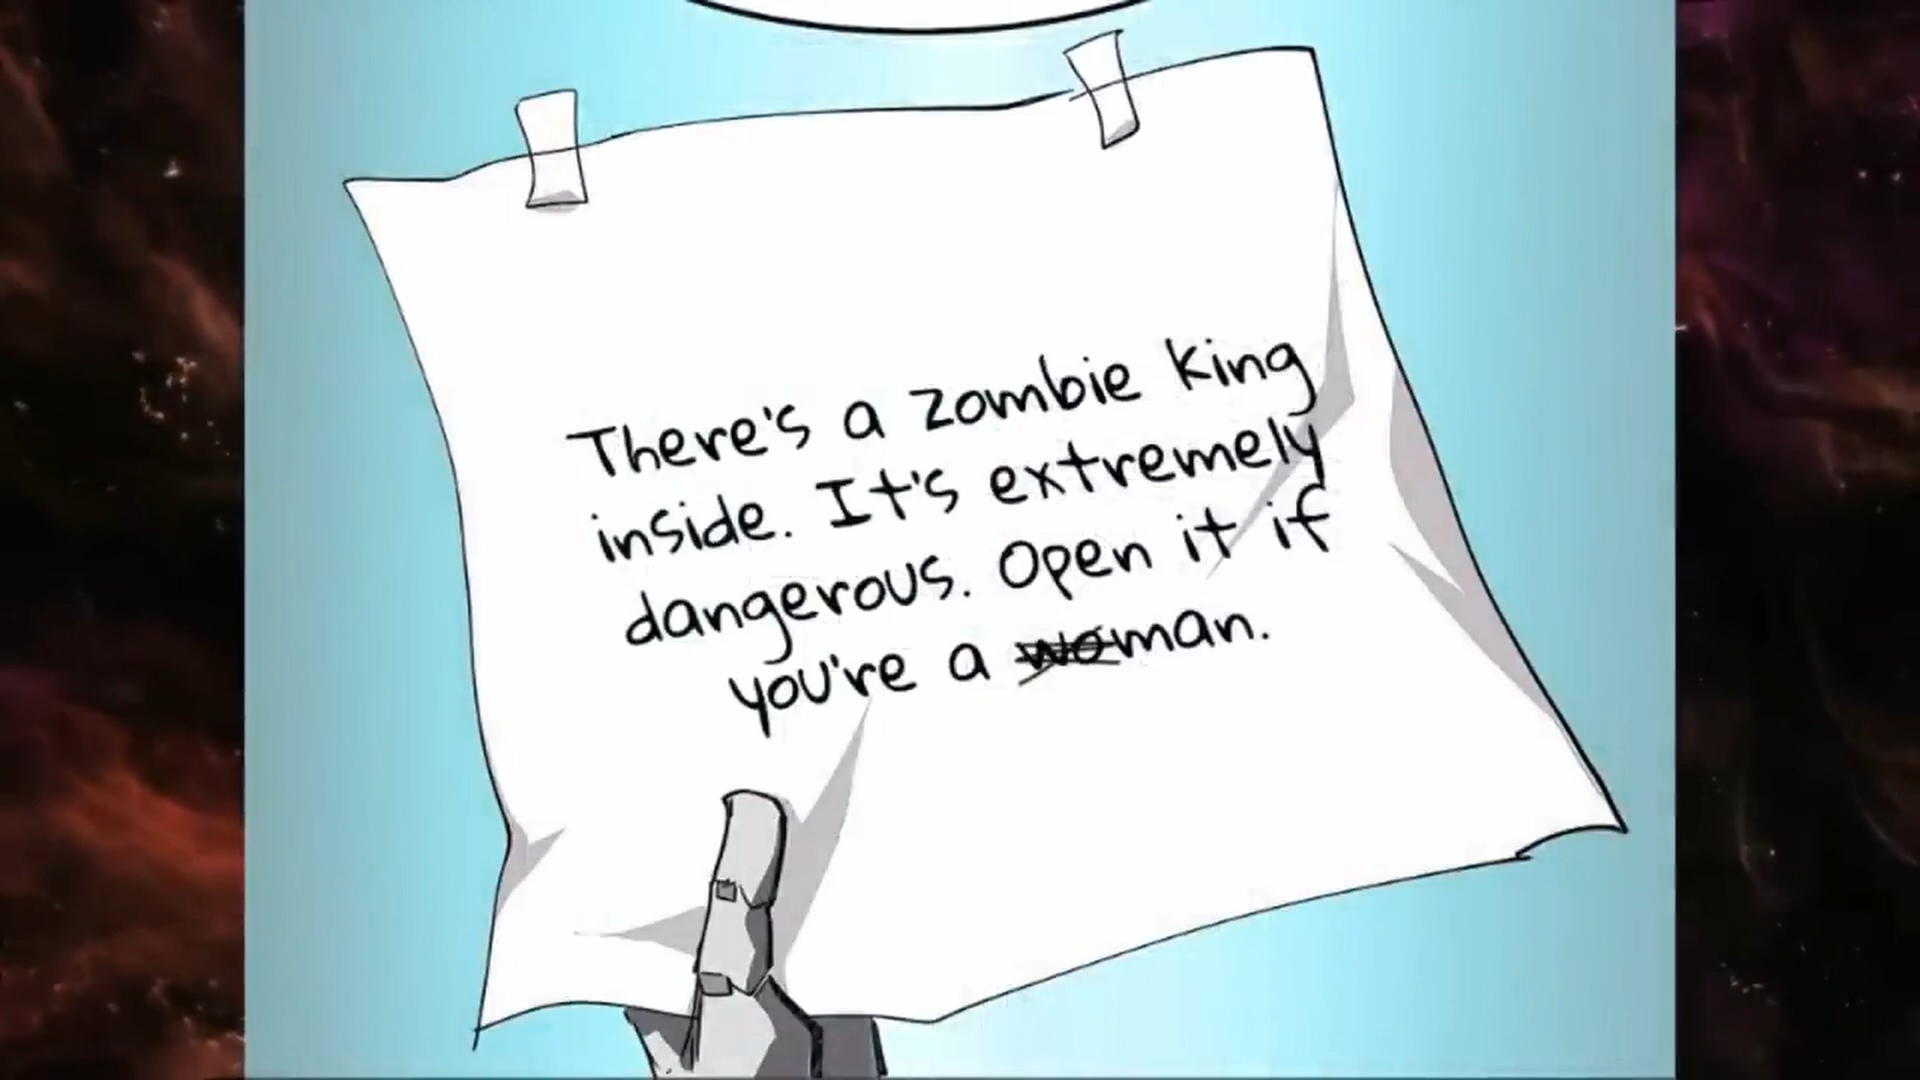 There's a zombie king
inside. It's extremely
dangerous. Open it if
you're a woman.